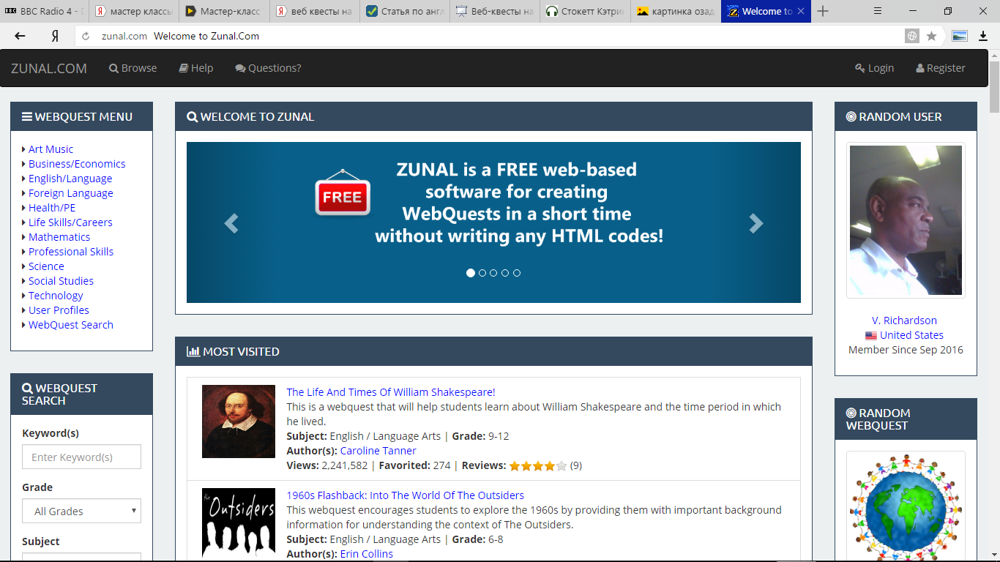 BBC Radio 4 -
мастер классы
Мастер-класс
веб квесты на
Статья по англ
Веб-квесты на
Стокетт Кэтрин
картинка озад
Welcome to
Я zunal.com Welcome to Zunal.Com
ZUNAL.COM Browse Help Questions? Login Register
WEBQUEST MENU
Art Music
Business/Economics
English/Language
Foreign Language
Health/PE
Life Skills/Careers
Mathematics
Professional Skills
Science
Social Studies
Technology
User Profiles
WebQuest Search
WEBQUEST
SEARCH
Keyword(s)
Enter Keyword(s)
Grade
All Grades
Subject
WELCOME TO ZUNAL
FREE
ZUNAL is a FREE web-based
software for creating
WebQuests in a short time
without writing any HTML codes!
MOST VISITED
The Life And Times Of William Shakespeare!
This is a webquest that will help students learn about William Shakespeare and the time period in which
he lived.
Subject: English / Language Arts | Grade: 9-12
Author(s): Caroline Tanner
Views: 2,241,582 | Favorited: 274 | Reviews: (9)
the Outsiders
1960s Flashback: Into The World Of The Outsiders
This webquest encourages students to explore the 1960s by providing them with important background
information for understanding the context of The Outsiders.
Subject: English / Language Arts | Grade: 6-8
Author(s): Erin Collins
RANDOM USER
V. Richardson
United States
Member Since Sep 2016
RANDOM
WEBQUEST